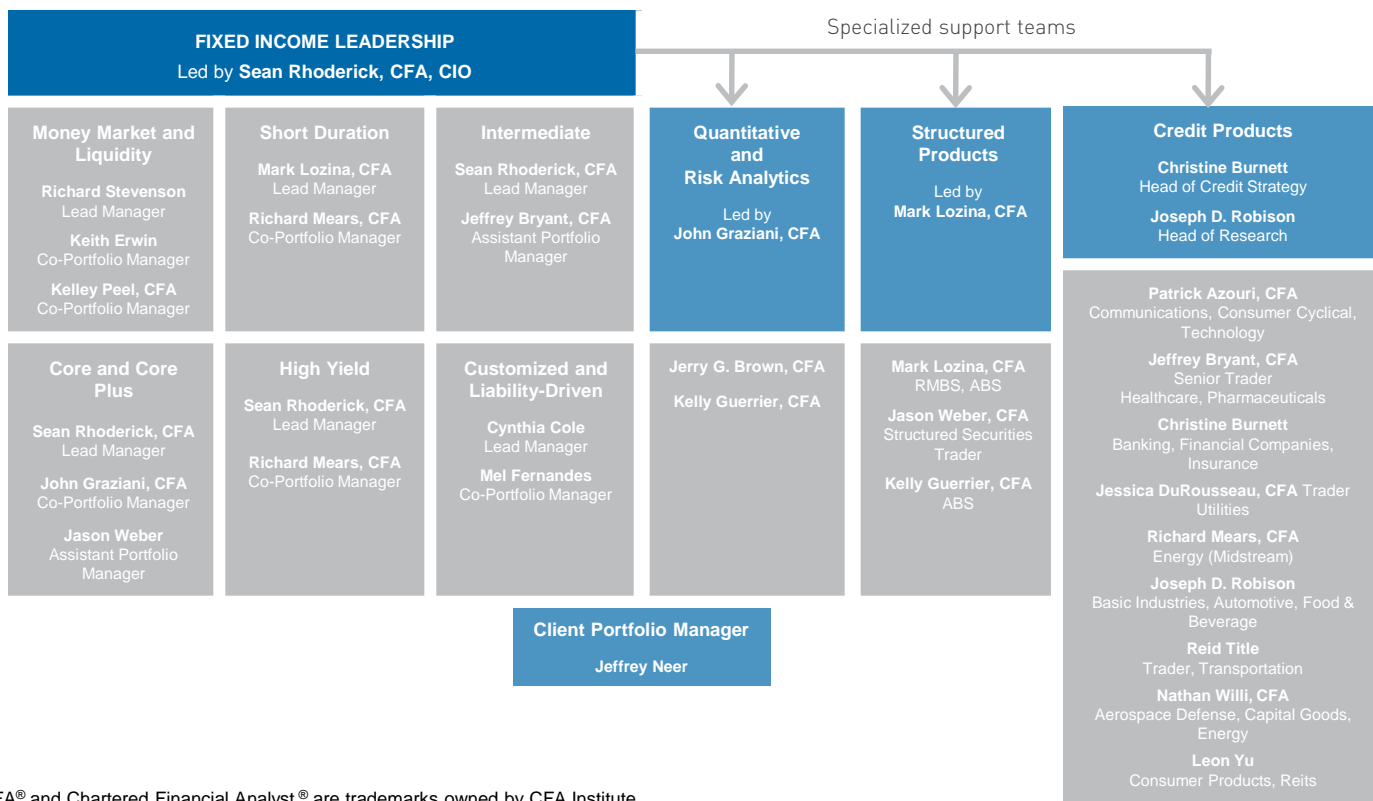 Specialized support teams
FIXED INCOME LEADERSHIP
Led by Sean Rhoderick, CFA, CIO
Money Market and
Liquidity
Richard Stevenson
Lead Manager
Keith Erwin
Co-Portfolio Manager
Kelley Peel, CFA
Co-Portfolio Manager
Short Duration
Mark Lozina, CFA
Lead Manager
Richard Mears, CFA
Co-Portfolio Manager
Intermediate
Sean Rhoderick, CFA
Lead Manager
Jeffrey Bryant, CFA
Assistant Portfolio
Manager
Quantitative
and
Risk Analytics
Led by
John Graziani, CFA
Structured
Products
Led by
Mark Lozina, CFA
Credit Products
Christine Burnett
Head of Credit Strategy
Joseph D. Robison
Head of Research
Core and Core
Plus
Sean Rhoderick, CFA
Lead Manager
John Graziani, CFA
Co-Portfolio Manager
Jason Weber
Assistant Portfolio
Manager
High Yield
Sean Rhoderick, CFA
Lead Manager
Richard Mears, CFA
Co-Portfolio Manager
Customized and
Liability-Driven
Cynthia Cole
Lead Manager
Mel Fernandes
Co-Portfolio Manager
Jerry G. Brown, CFA
Kelly Guerrier, CFA
Mark Lozina, CFA
RMBS, ABS
Jason Weber, CFA
Structured Securities
Trader
Kelly Guerrier, CFA
ABS
Patrick Azouri, CFA
Communications, Consumer Cyclical,
Technology
Jeffrey Bryant, CFA
Senior Trader
Healthcare, Pharmaceuticals
Christine Burnett
Banking, Financial Companies,
Insurance
Jessica DuRousseau, CFA Trader
Utilities
Richard Mears, CFA
Energy (Midstream)
Joseph D. Robison
Basic Industries, Automotive, Food &
Beverage
Reid Title
Trader, Transportation
Nathan Willi, CFA
Aerospace Defense, Capital Goods,
Energy
Leon Yu
Consumer Products, Reits
Client Portfolio Manager
Jeffrey Neer
FA® and Chartered Financial Analyst ® are trademarks owned by CFA Institute